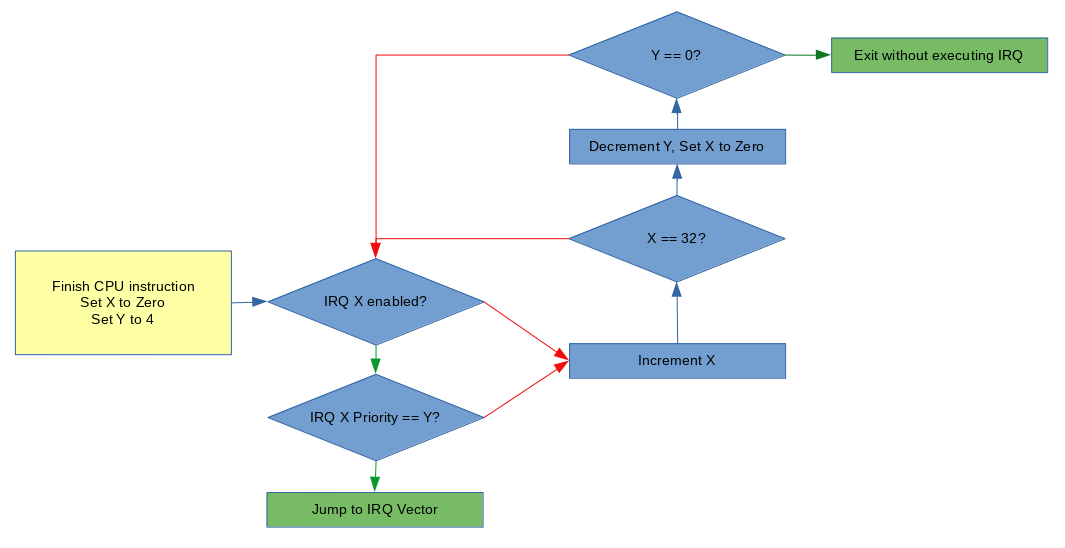 Y == 0?
Exit without executing IRQ
Decrement Y, Set X to Zero
X == 32?
Finish CPU instruction
Set X to Zero
Set Y to 4
IRQ X enabled?
Increment X
IRQ X Priority == Y?
Jump to IRQ Vector